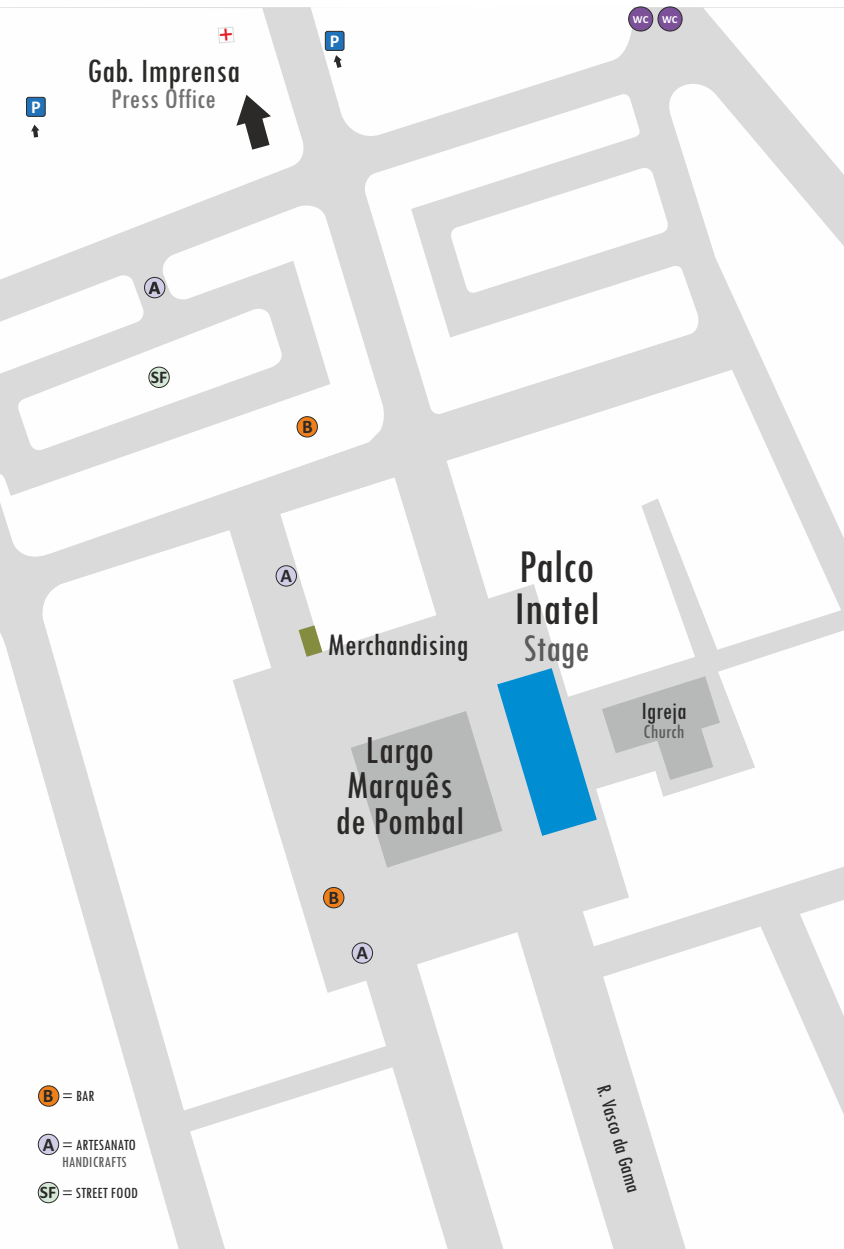 WC WC
P
Gab. Imprensa
Press Office
P
A
SF
B
A
Palco
Inatel
Stage
Merchandising
Igreja
Church
Largo
Marquês
de Pombal
B
A
R. Vasco da Gama
B = BAR
A = ARTESANATO
HANDICRAFTS
SF = STREET FOOD